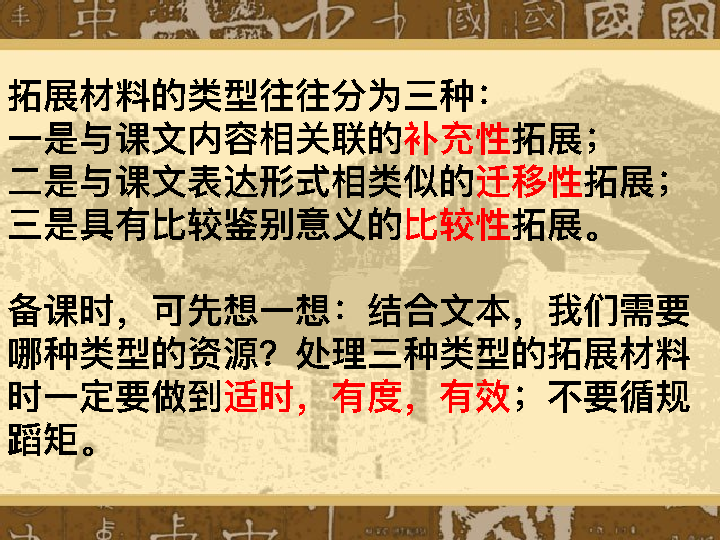 拓展材料的类型往往分为三种：
一是与课文内容相关联的补充性拓展；
二是与课文表达形式相类似的迁移性拓展；
三是具有比较鉴别意义的比较性拓展。
备课时，可先想一想：结合文本，我们需要
哪种类型的资源？处理三种类型的拓展材料
时一定要做到适时，有度，有效；不要循规
蹈矩。